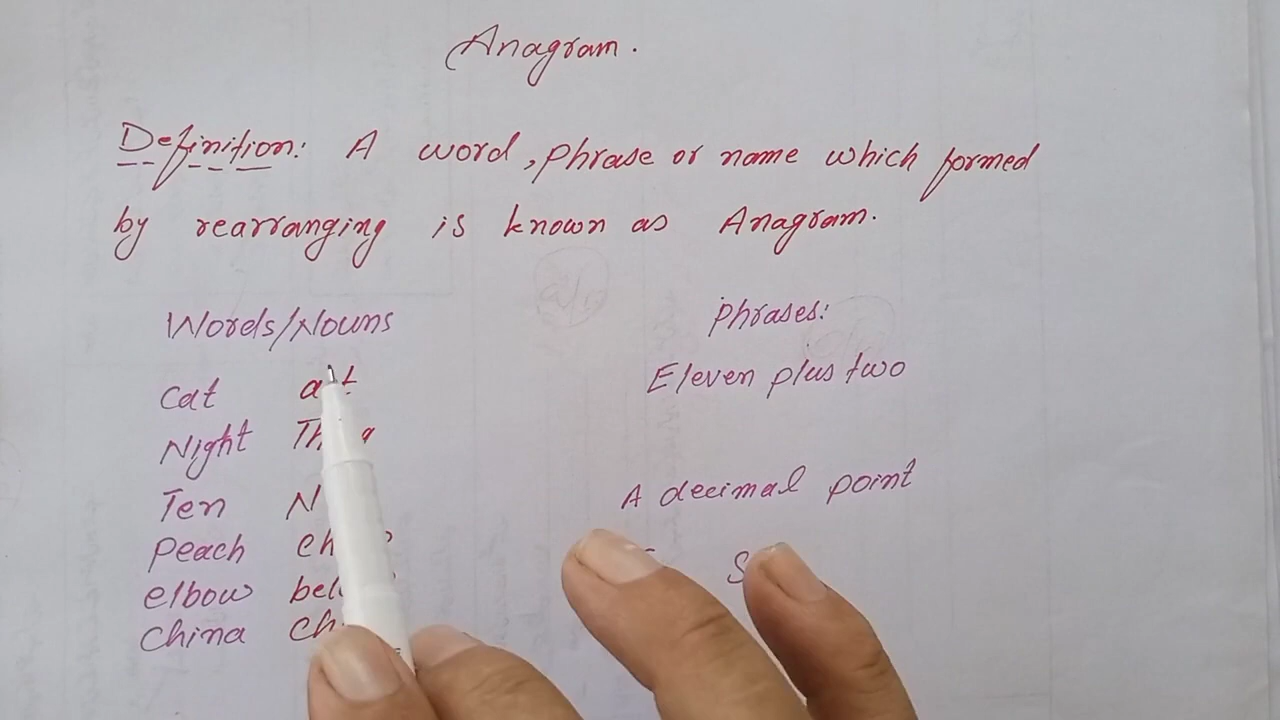 Anagram.
Definition: A word, phrase or name which formed
by rearranging is known as Anagram.
Words/Nouns
Cat
Night
Ten
Peach
elbow
China
Phrases:
Eleven plus two
A decimal point